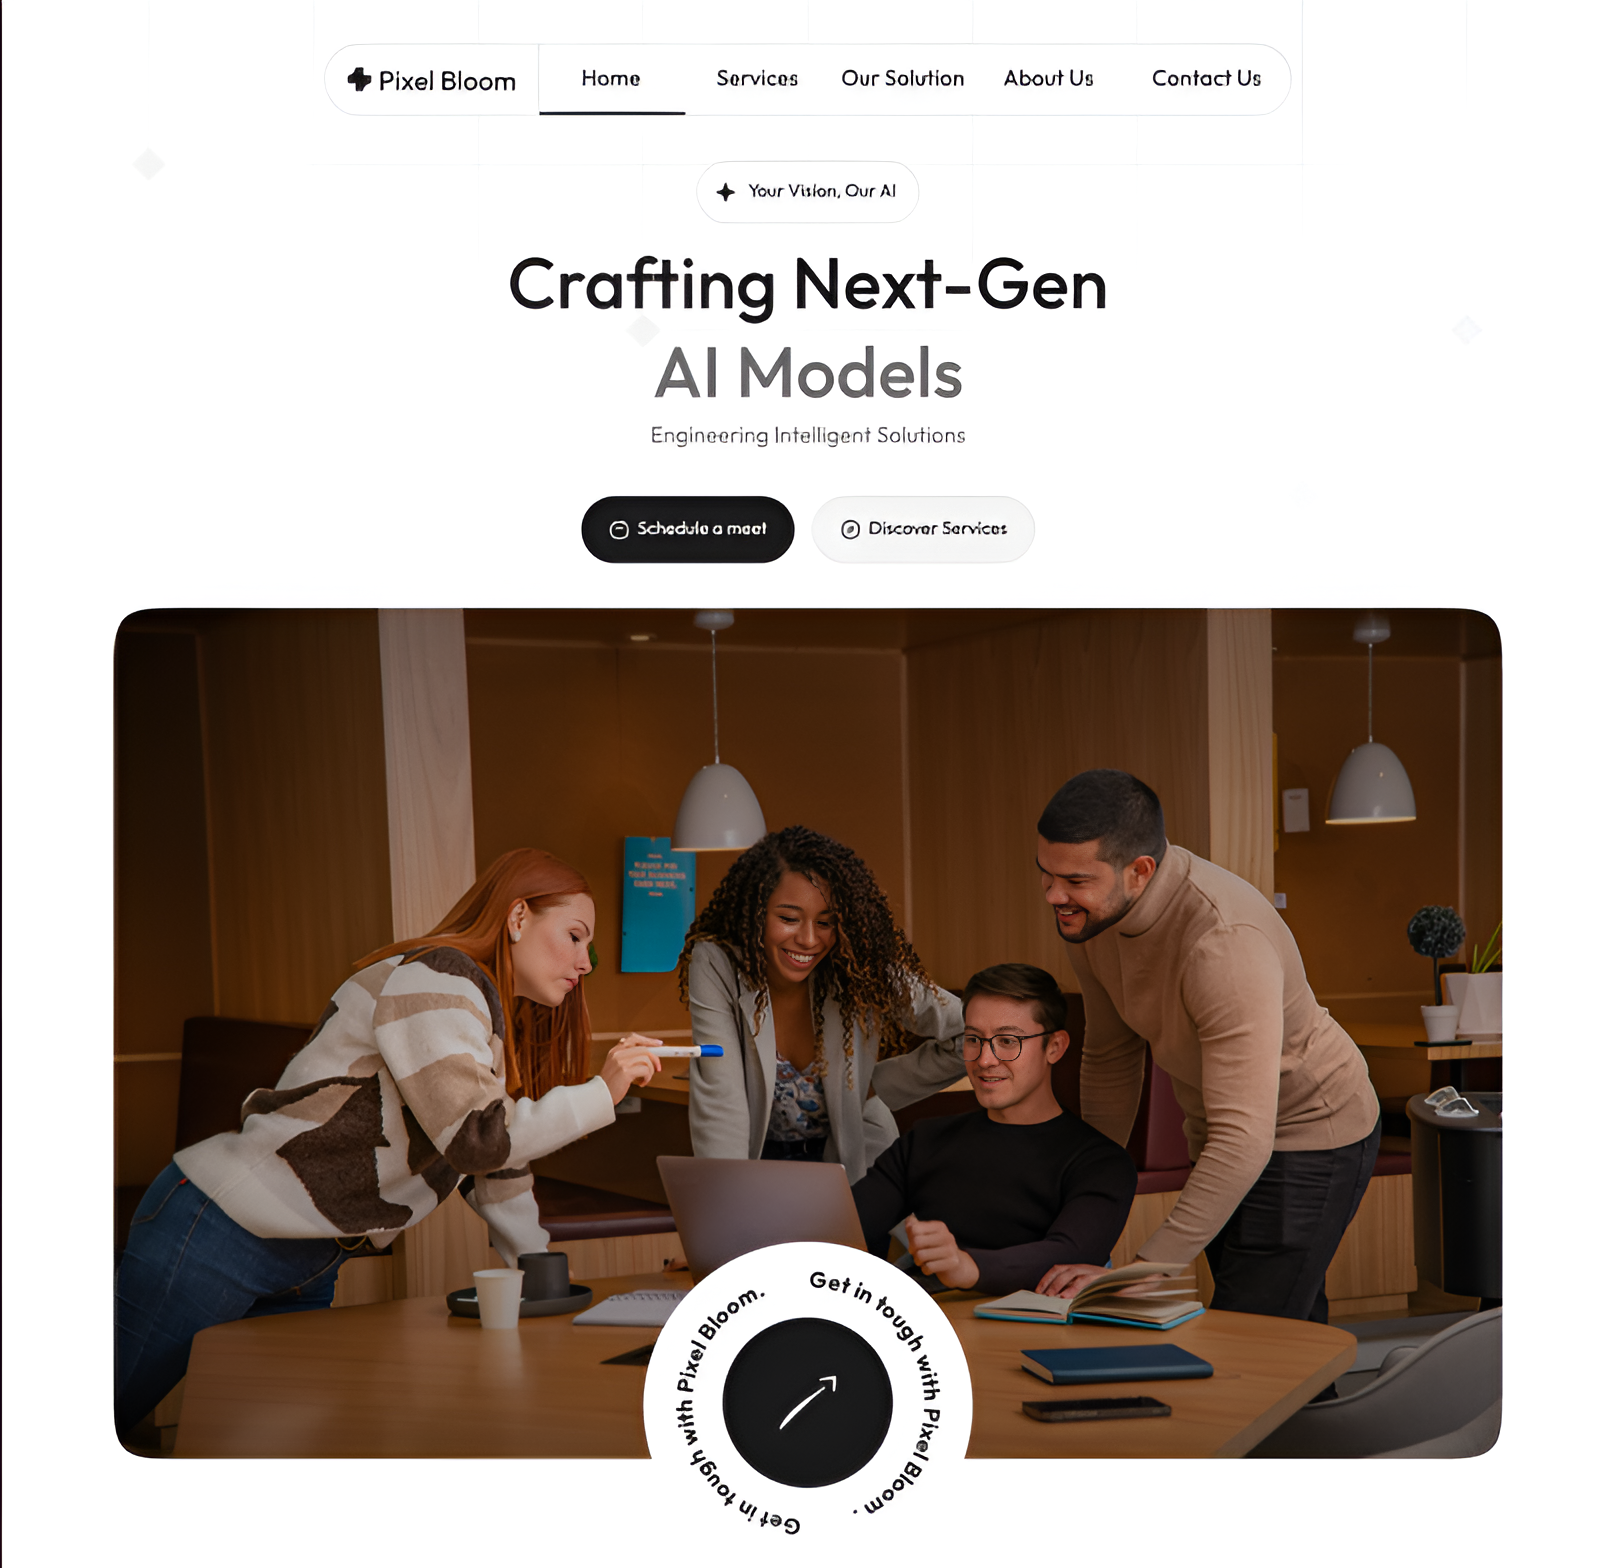 Pixel Bloom
Home
Services
Our Solution
About Us
Contact Us
Your Vision, Our AI
Crafting Next-Gen
AI Models
Engineering Intelligent Solutions
Schedule a meet
Discover Services
Get in tough with Pixel Bloom.
Get in tough with Pixel Bloom.